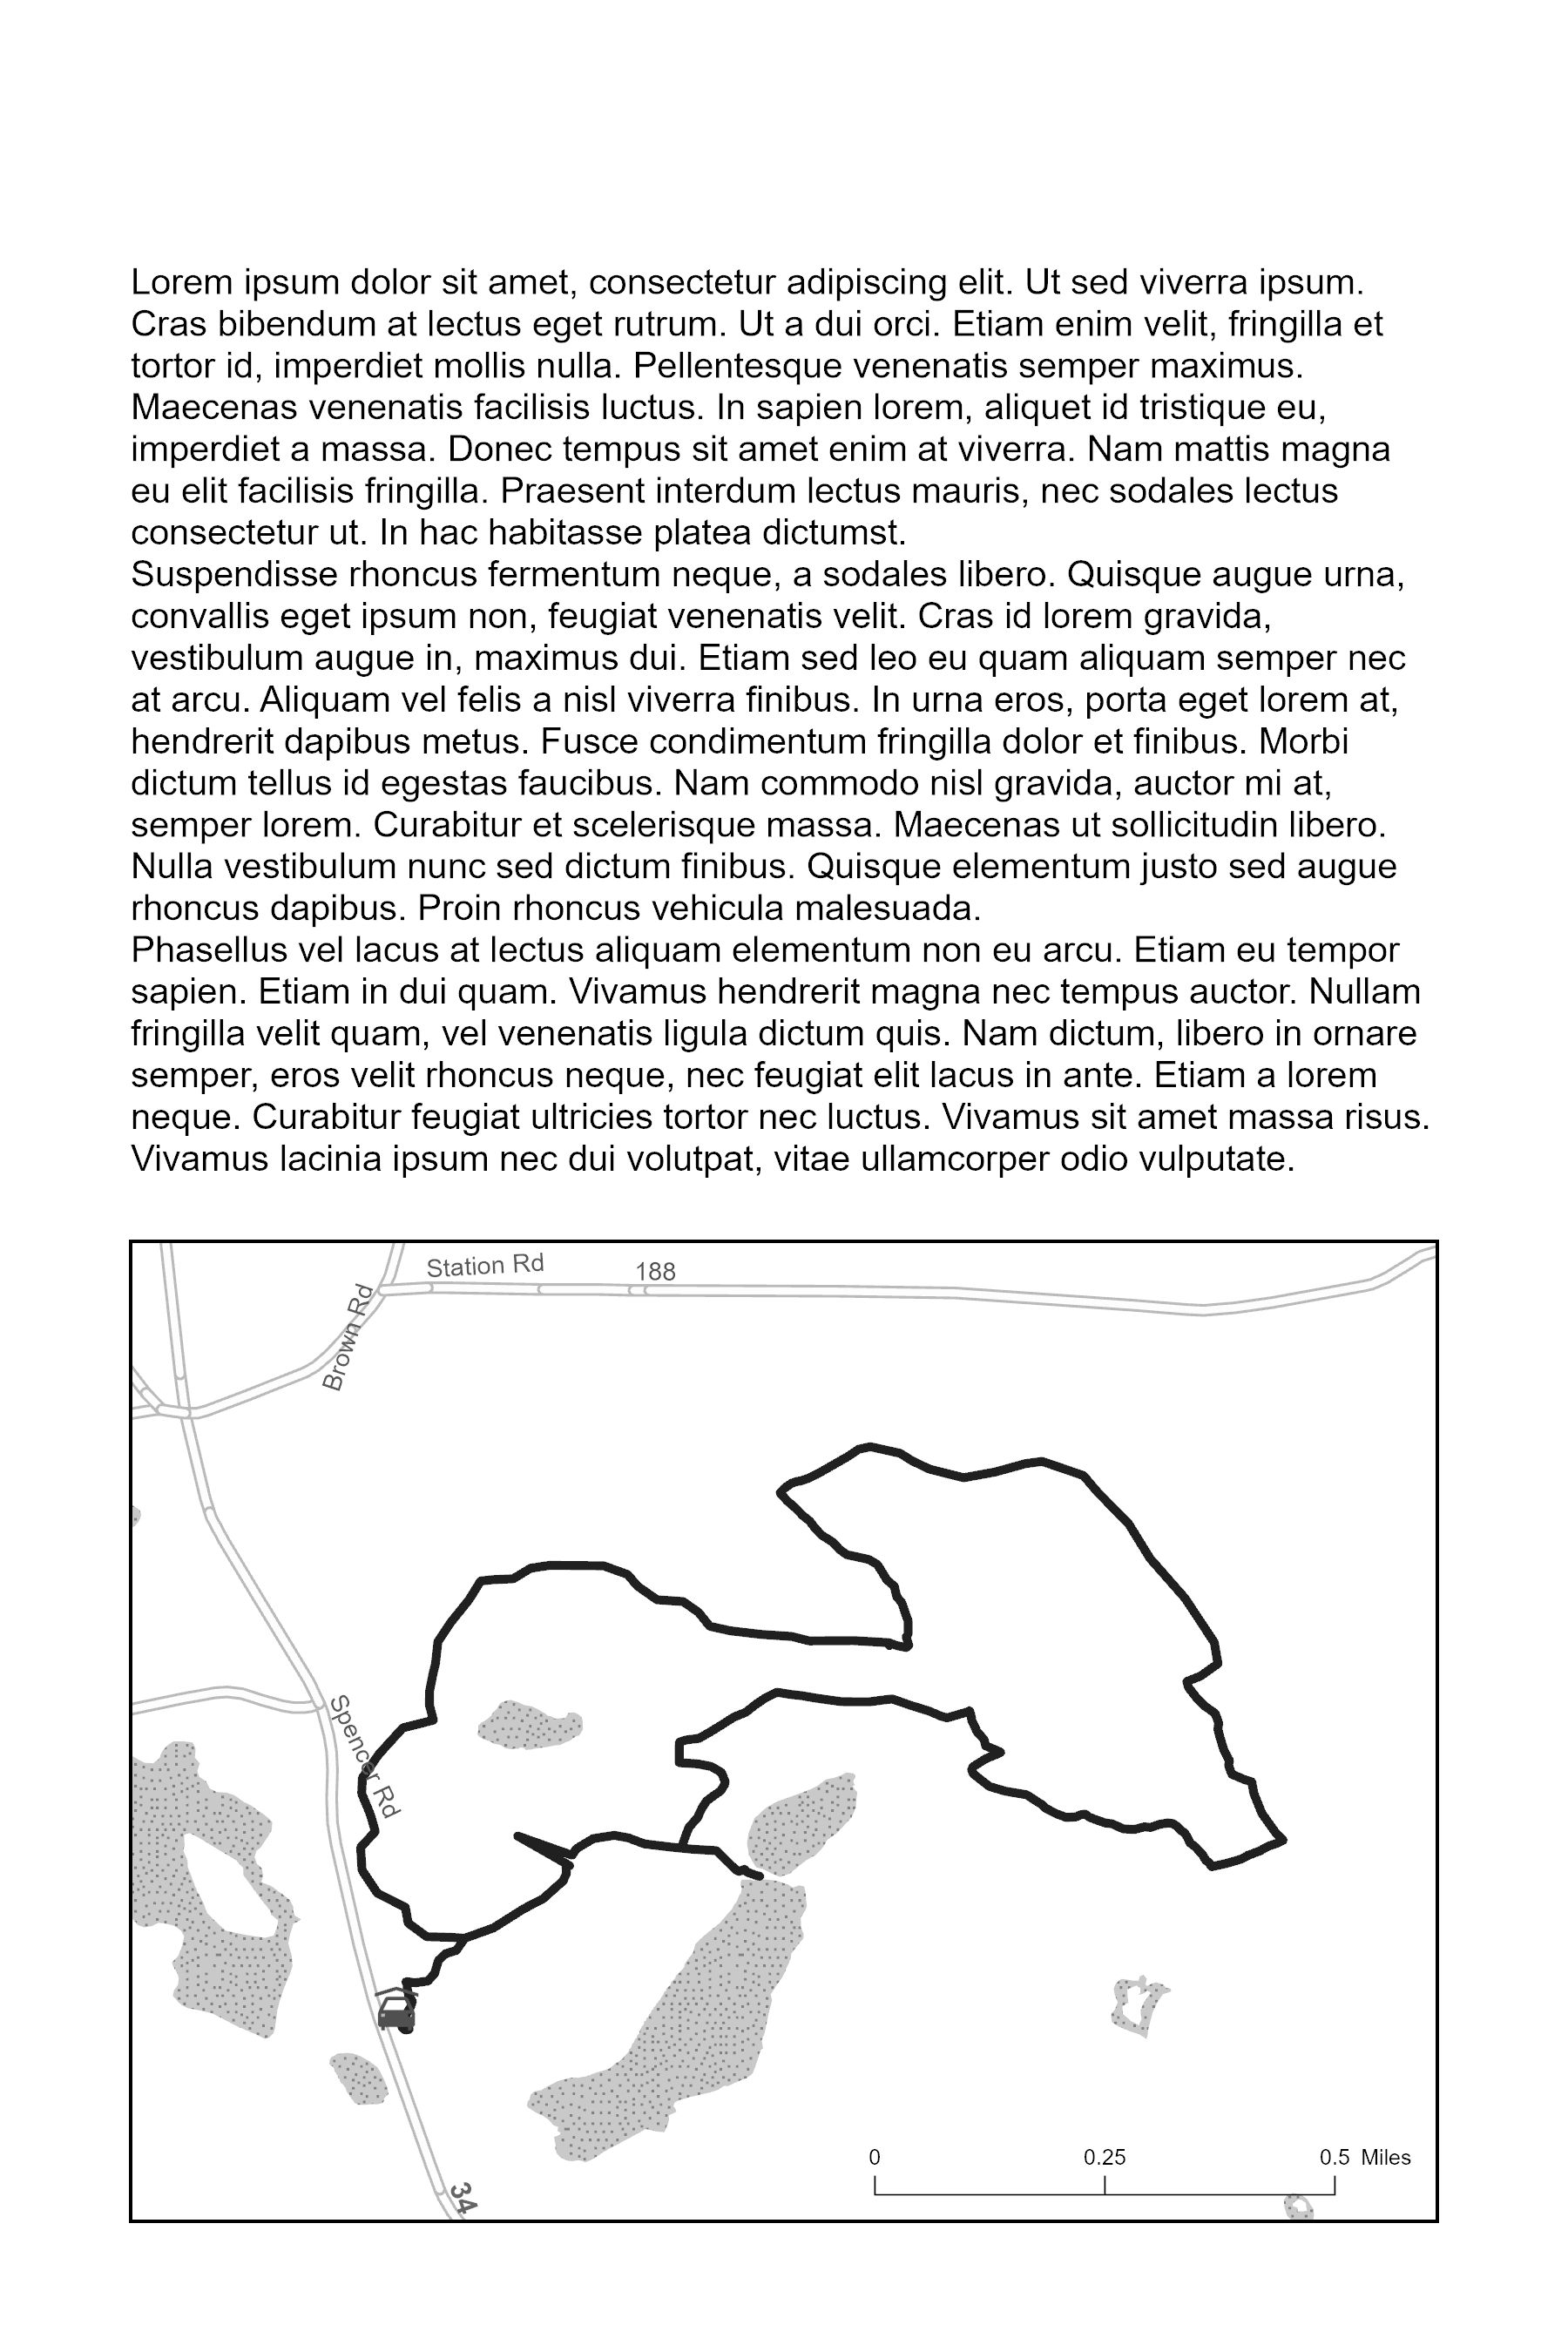 Lorem ipsum dolor sit amet, consectetur adipiscing elit. Ut sed viverra ipsum.
Cras bibendum at lectus eget rutrum. Ut a dui orci. Etiam enim velit, fringilla et
tortor id, imperdiet mollis nulla. Pellentesque venenatis semper maximus.
Maecenas venenatis facilisis luctus. In sapien lorem, aliquet id tristique eu,
imperdiet a massa. Donec tempus sit amet enim at viverra. Nam mattis magna
eu elit facilisis fringilla. Praesent interdum lectus mauris, nec sodales lectus
consectetur ut. In hac habitasse platea dictumst.
Suspendisse rhoncus fermentum neque, a sodales libero. Quisque augue urna,
convallis eget ipsum non, feugiat venenatis velit. Cras id lorem gravida,
vestibulum augue in, maximus dui. Etiam sed leo eu quam aliquam semper nec
at arcu. Aliquam vel felis a nisl viverra finibus. In urna eros, porta eget lorem at,
hendrerit dapibus metus. Fusce condimentum fringilla dolor et finibus. Morbi
dictum tellus id egestas faucibus. Nam commodo nisl gravida, auctor mi at,
semper lorem. Curabitur et scelerisque massa. Maecenas ut sollicitudin libero.
Nulla vestibulum nunc sed dictum finibus. Quisque elementum justo sed augue
rhoncus dapibus. Proin rhoncus vehicula malesuada.
Phasellus vel lacus at lectus aliquam elementum non eu arcu. Etiam eu tempor
sapien. Etiam in dui quam. Vivamus hendrerit magna nec tempus auctor. Nullam
fringilla velit quam, vel venenatis ligula dictum quis. Nam dictum, libero in ornare
semper, eros velit rhoncus neque, nec feugiat elit lacus in ante. Etiam a lorem
neque. Curabitur feugiat ultricies tortor nec luctus. Vivamus sit amet massa risus.
Vivamus lacinia ipsum nec dui volutpat, vitae ullamcorper odio vulputate.
Station Rd
188
Brown Rd
Spencer Rd
0 0.25 0.5 Miles
34